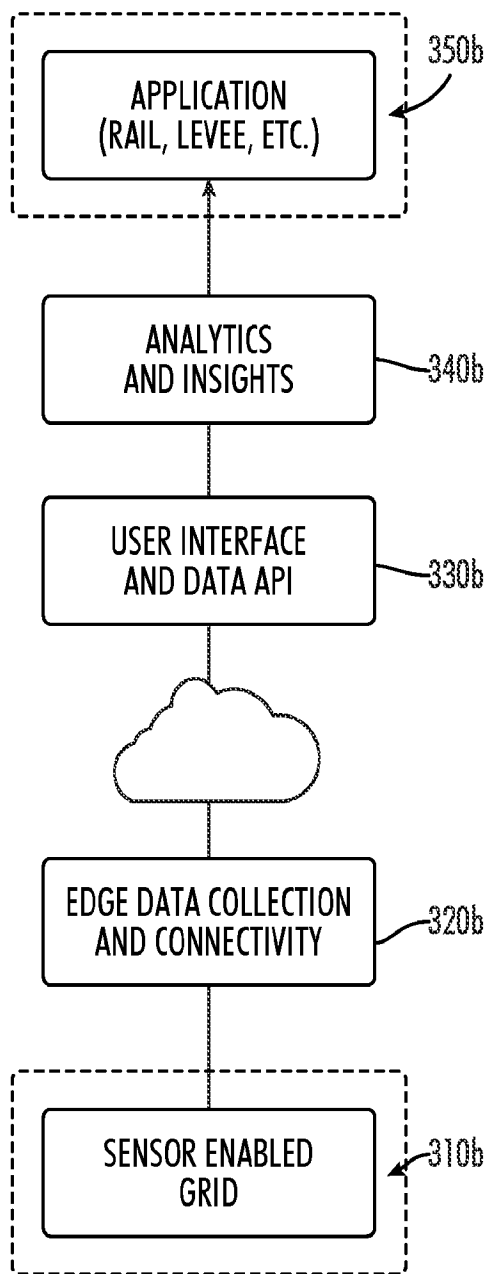 350b
APPLICATION
(RAIL, LEVEE, ETC.)
ANALYTICS
AND INSIGHTS
340b
USER INTERFACE
AND DATA API
330b
EDGE DATA COLLECTION
AND CONNECTIVITY
320b
SENSOR ENABLED
GRID
310b